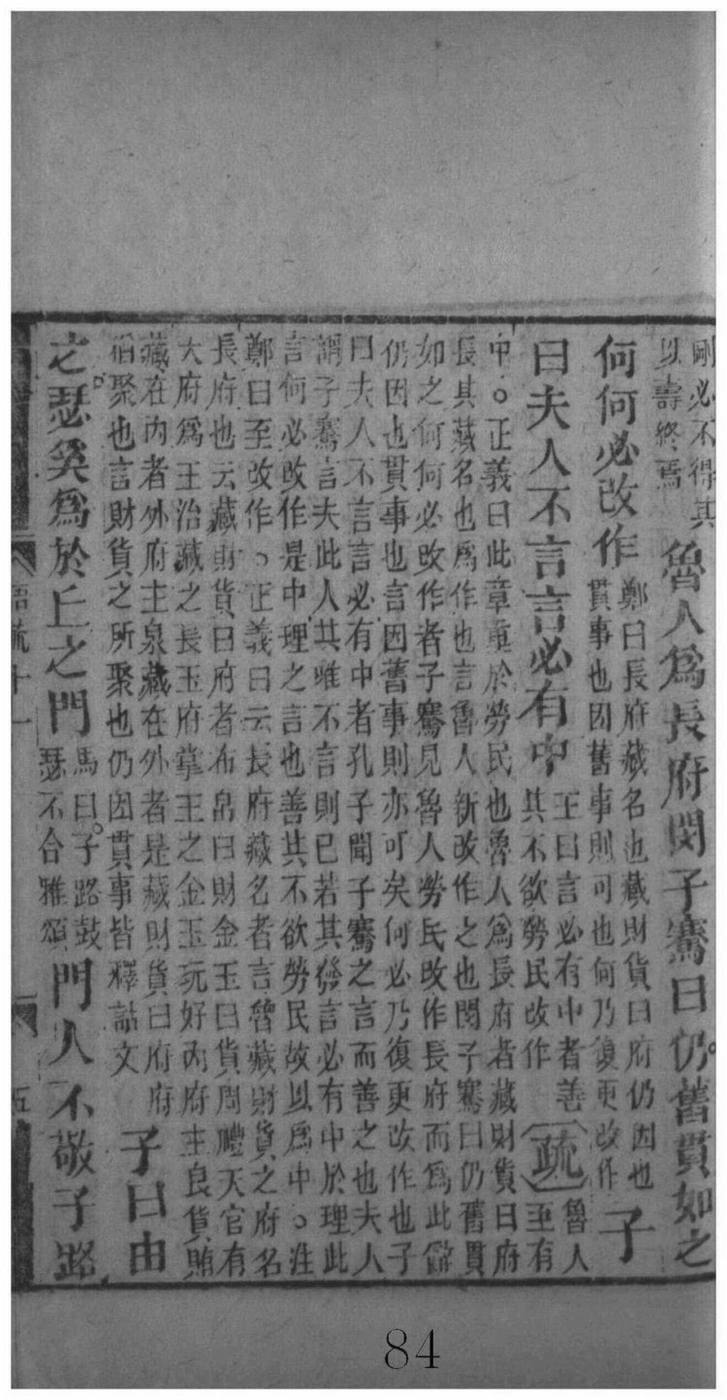 剛必不得其
以壽終焉
魯人爲長府閔子騫曰仍舊貫如之
何何必改作
鄭曰長府藏名也藏財貨曰府仍因也
貫事也因舊事則可也何乃復更改作
子
曰夫人不言言必有中
王曰言必有中者善
其不欲勞民改作
疏
魯人
至有
中。正義曰此章重於勞民也魯人爲長府者藏財貨曰府
長其藏名也爲作也言魯人新改作之也閔子騫曰仍舊貫
如之何何必改作者子騫見魯人勞民改作長府而爲此辭
仍因也貫事也言因舊事則亦可矣何必乃復更改作也子
曰夫人不言言必有中者孔子聞子騫之言而善之也夫人
謂子騫言夫此人其唯不言則已若其發言必有中於理此
言何必改作是中理之言也善其不欲勞民故以爲中。注
鄭曰至改作。正義曰云長府藏名者言魯藏財貨之府名
長府也云藏財貨曰府者布帛曰財金玉曰貨周禮天官有
大府爲王治藏之長玉府掌王之金玉玩好內府主良貨賄
藏在內者外府主泉藏在外者是藏財貨曰府府
猶聚也言財貨之所聚也仍因貫事皆釋詁文
子曰由
之瑟奚爲於丘之門
馬曰子路鼓
瑟不合雅頌
門人不敬子路
語疏十一
五
84